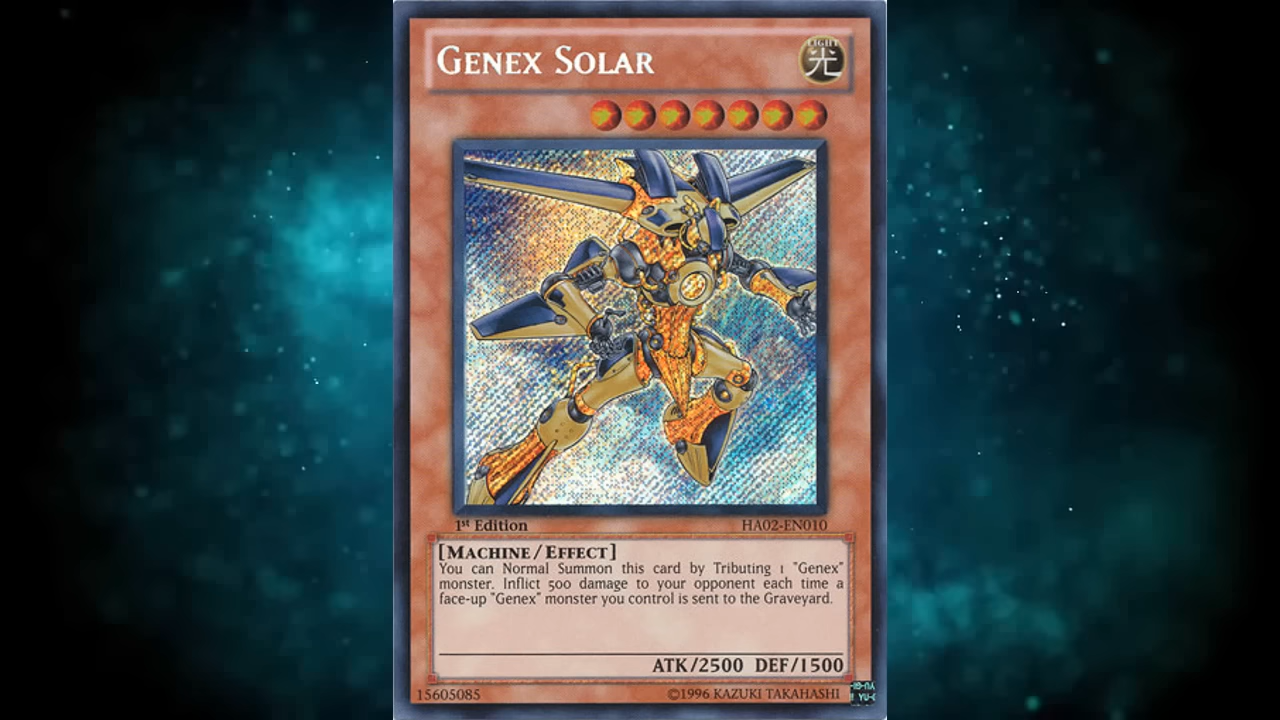 GENEX SOLAR
LIGHT
光
1st Edition
HA02-EN010
[MACHINE/EFFECT]
You can Normal Summon this card by Tributing 1 "Genex"
monster. Inflict 500 damage to your opponent each time a
face-up "Genex" monster you control is sent to the Graveyard.
ATK/2500 DEF/1500
15605085
©1996 KAZUKI TAKAHASHI